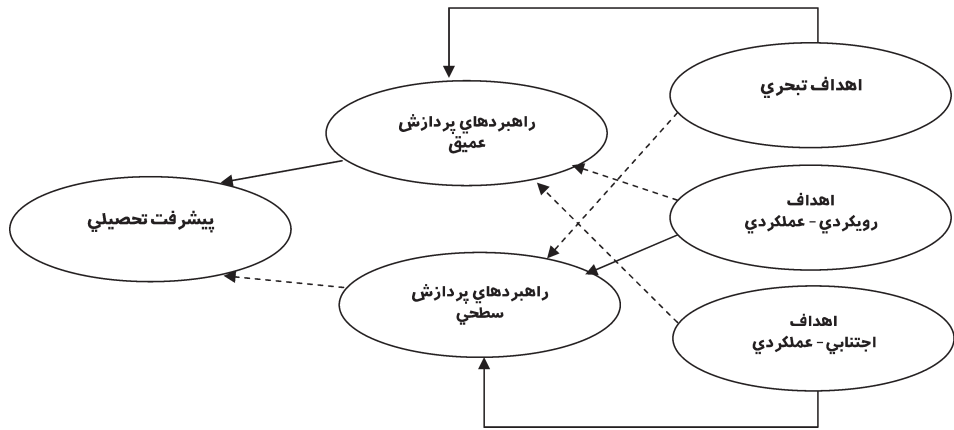 اهداف تبحري
راهبردهاي پردازش
عميق
اهداف
رويكردي - عملكردي
پيشرفت تحصيلي
راهبردهاي پردازش
سطحي
اهداف
اجتنابي - عملكردي